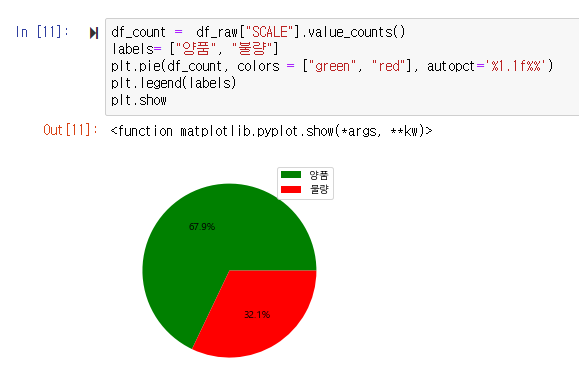 In [11]:
df_count =  df_raw["SCALE"].value_counts()
labels= ["양품", "불량"]
plt.pie(df_count, colors = ["green", "red"], autopct='%1.1f%%')
plt.legend(labels)
plt.show
Out[11]: <function matplotlib.pyplot.show(*args, **kw)>
양품
불량
67.9%
32.1%